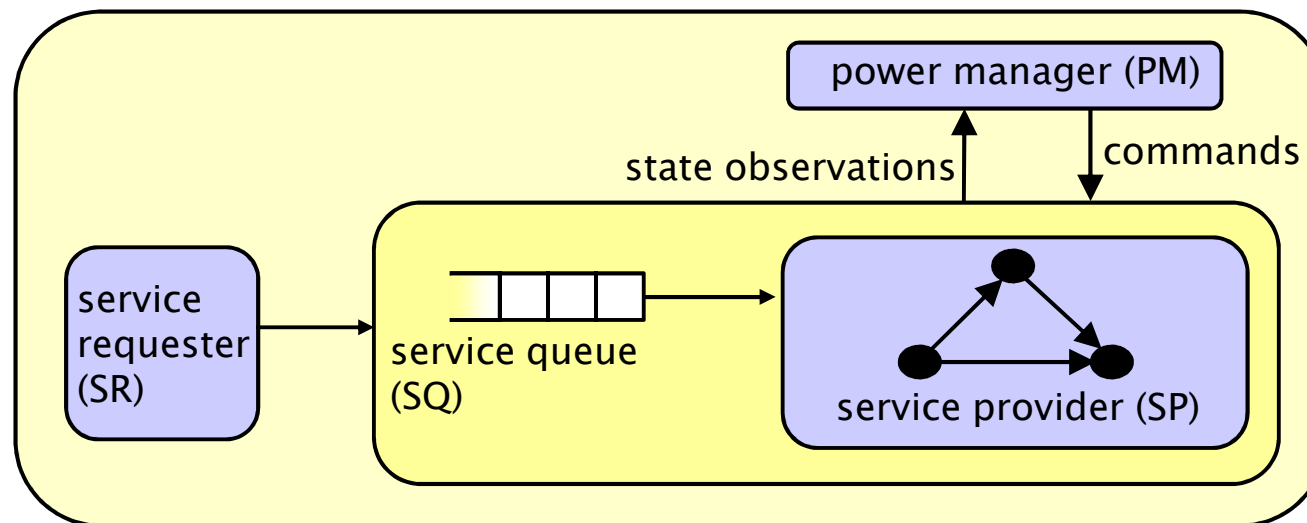 power manager (PM)
state observations
commands
service
requester
(SR)
service queue
(SQ)
service provider (SP)